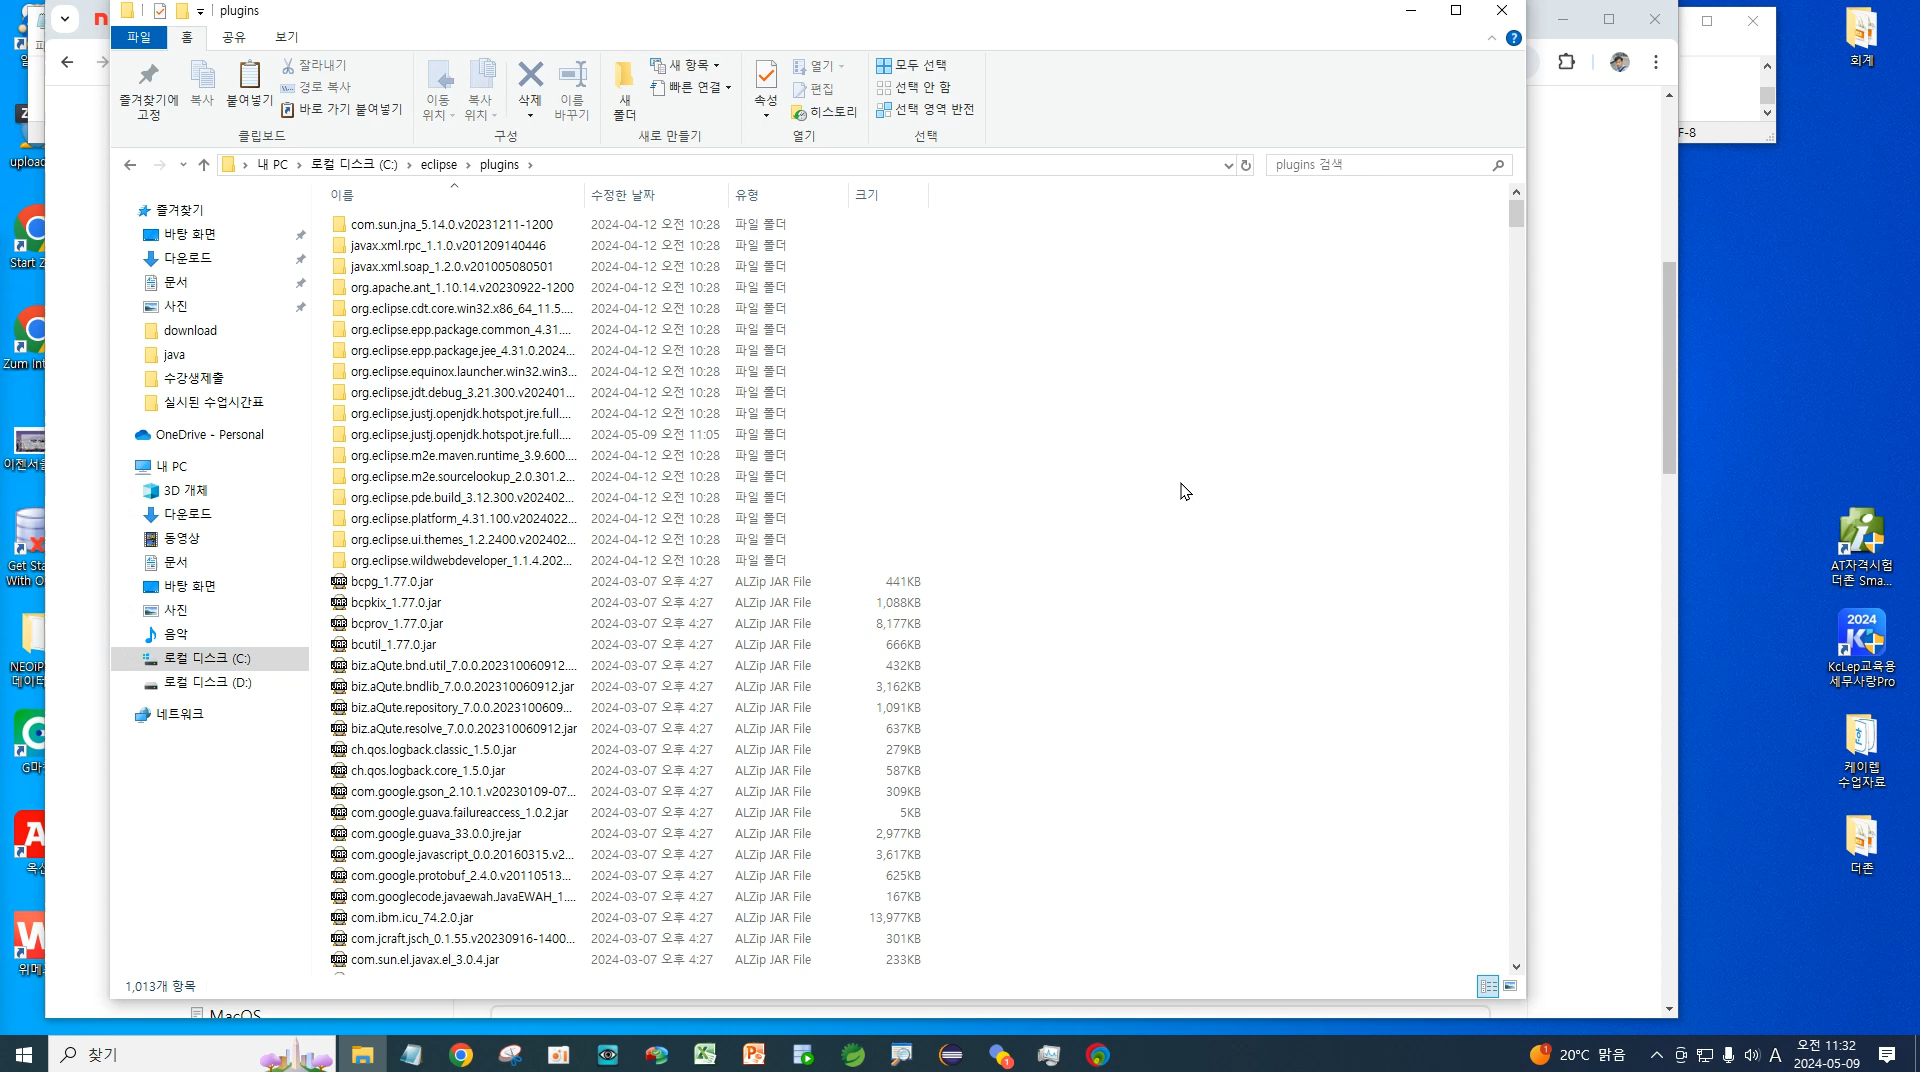 plugins
파일
홈
공유
보기
즐겨찾기에
고정
복사
붙여넣기
잘라내기
경로 복사
바로 가기 붙여넣기
클립보드
이동
위치
복사
위치
삭제
이름
바꾸기
구성
새
폴더
새 항목
빠른 연결
새로 만들기
속성
열기
편집
히스토리
열기
모두 선택
선택 안 함
선택 영역 반전
선택
내 PC
로컬 디스크 (C:)
eclipse
plugins
plugins 검색
이름
수정한 날짜
유형
크기
즐겨찾기
바탕 화면
다운로드
문서
사진
download
java
수강생제출
실시된 수업시간표
OneDrive - Personal
내 PC
3D 개체
다운로드
동영상
문서
바탕 화면
사진
음악
로컬 디스크 (C:)
로컬 디스크 (D:)
네트워크
com.sun.jna_5.14.0.v20231211-1200 2024-04-12 오전 10:28 파일 폴더
javax.xml.rpc_1.1.0.v201209140446 2024-04-12 오전 10:28 파일 폴더
javax.xml.soap_1.2.0.v201005080501 2024-04-12 오전 10:28 파일 폴더
org.apache.ant_1.10.14.v20230922-1200 2024-04-12 오전 10:28 파일 폴더
org.eclipse.cdt.core.win32.x86_64_11.5.... 2024-04-12 오전 10:28 파일 폴더
org.eclipse.epp.package.common_4.31.... 2024-04-12 오전 10:28 파일 폴더
org.eclipse.epp.package.jee_4.31.0.2024... 2024-04-12 오전 10:28 파일 폴더
org.eclipse.equinox.launcher.win32.win3... 2024-04-12 오전 10:28 파일 폴더
org.eclipse.jdt.debug_3.21.300.v202401... 2024-04-12 오전 10:28 파일 폴더
org.eclipse.justj.openjdk.hotspot.jre.full.... 2024-04-12 오전 10:28 파일 폴더
org.eclipse.justj.openjdk.hotspot.jre.full.... 2024-05-09 오전 11:05 파일 폴더
org.eclipse.m2e.maven.runtime_3.9.600.... 2024-04-12 오전 10:28 파일 폴더
org.eclipse.m2e.sourcelookup_2.0.301.2... 2024-04-12 오전 10:28 파일 폴더
org.eclipse.pde.build_3.12.300.v202402... 2024-04-12 오전 10:28 파일 폴더
org.eclipse.platform_4.31.100.v2024022... 2024-04-12 오전 10:28 파일 폴더
org.eclipse.ui.themes_1.2.2400.v202402... 2024-04-12 오전 10:28 파일 폴더
org.eclipse.wildwebdeveloper_1.1.4.202... 2024-04-12 오전 10:28 파일 폴더
bcpg_1.77.0.jar 2024-03-07 오후 4:27 ALZip JAR File 441KB
bcpkix_1.77.0.jar 2024-03-07 오후 4:27 ALZip JAR File 1,088KB
bcprov_1.77.0.jar 2024-03-07 오후 4:27 ALZip JAR File 8,177KB
bcutil_1.77.0.jar 2024-03-07 오후 4:27 ALZip JAR File 666KB
biz.aQute.bnd.util_7.0.0.202310060912.... 2024-03-07 오후 4:27 ALZip JAR File 432KB
biz.aQute.bndlib_7.0.0.202310060912.jar 2024-03-07 오후 4:27 ALZip JAR File 3,162KB
biz.aQute.repository_7.0.0.2023100609... 2024-03-07 오후 4:27 ALZip JAR File 1,091KB
biz.aQute.resolve_7.0.0.202310060912.jar 2024-03-07 오후 4:27 ALZip JAR File 637KB
ch.qos.logback.classic_1.5.0.jar 2024-03-07 오후 4:27 ALZip JAR File 279KB
ch.qos.logback.core_1.5.0.jar 2024-03-07 오후 4:27 ALZip JAR File 587KB
com.google.gson_2.10.1.v20230109-07... 2024-03-07 오후 4:27 ALZip JAR File 309KB
com.google.guava.failureaccess_1.0.2.jar 2024-03-07 오후 4:27 ALZip JAR File 5KB
com.google.guava_33.0.0.jre.jar 2024-03-07 오후 4:27 ALZip JAR File 2,977KB
com.google.javascript_0.0.20160315.v2... 2024-03-07 오후 4:27 ALZip JAR File 3,617KB
com.google.protobuf_2.4.0.v20110513... 2024-03-07 오후 4:27 ALZip JAR File 625KB
com.googlecode.javaewah.JavaEWAH_1.... 2024-03-07 오후 4:27 ALZip JAR File 167KB
com.ibm.icu_74.2.0.jar 2024-03-07 오후 4:27 ALZip JAR File 13,977KB
com.jcraft.jsch_0.1.55.v20230916-1400... 2024-03-07 오후 4:27 ALZip JAR File 301KB
com.sun.el.javax.el_3.0.4.jar 2024-03-07 오후 4:27 ALZip JAR File 233KB
1,013개 항목
MacOS
F-8
회계
AT자격시험
더존 Sma...
2024
KcLep교육용
세무사랑Pro
케이렙
수업자료
더존
uploa
Start Z
Zum Int
이젠서
Get Sta
With O
NEOiP
데이터
G마
옥션
위메
찾기
20°C 맑음
A
오전 11:32
2024-05-09